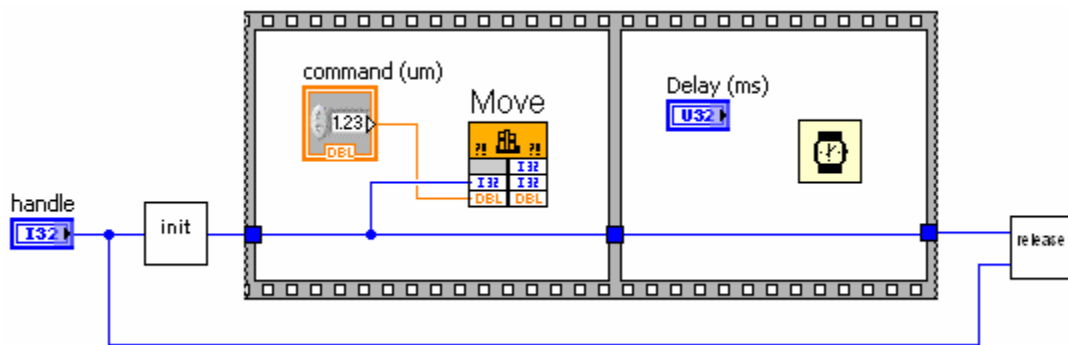 command (um)
1.23
DBL
Move
?! ?!
I32
I32 I32
DBL DBL
Delay (ms)
U32
handle
I32
init
release